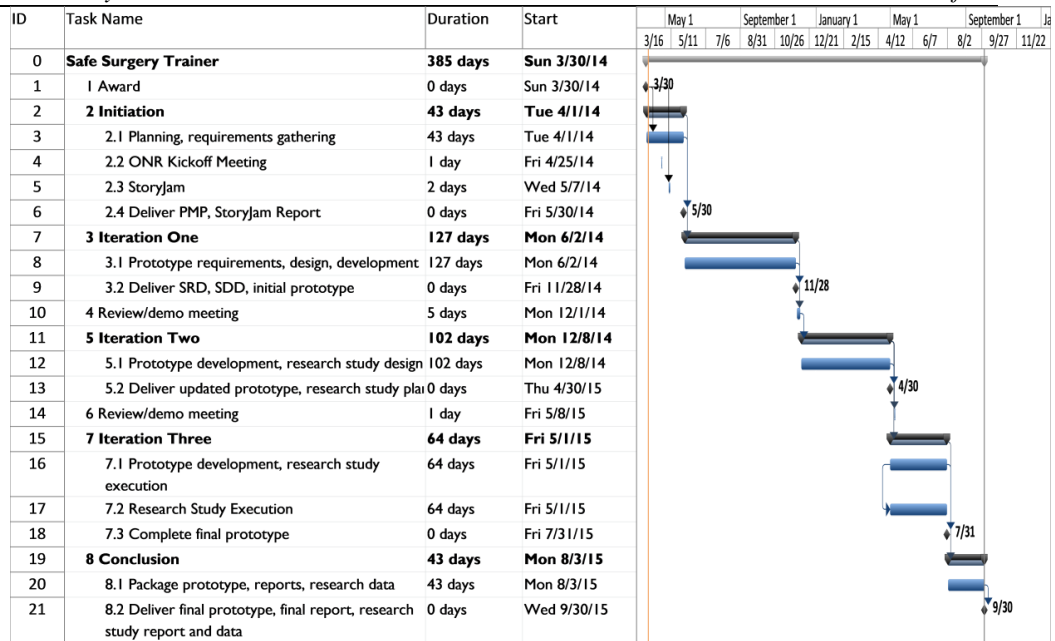 ID Task Name Duration Start May 1 September 1 January 1 May 1 September 1 Ja
3/16 5/11 7/6 8/31 10/26 12/21 2/15 4/12 6/7 8/2 9/27 11/22
0 Safe Surgery Trainer 385 days Sun 3/30/14
1 1 Award 0 days Sun 3/30/14 3/30
2 2 Initiation 43 days Tue 4/1/14
3 2.1 Planning, requirements gathering 43 days Tue 4/1/14
4 2.2 ONR Kickoff Meeting 1 day Fri 4/25/14
5 2.3 StoryJam 2 days Wed 5/7/14
6 2.4 Deliver PMP, StoryJam Report 0 days Fri 5/30/14 5/30
7 3 Iteration One 127 days Mon 6/2/14
8 3.1 Prototype requirements, design, development 127 days Mon 6/2/14
9 3.2 Deliver SRD, SDD, initial prototype 0 days Fri 11/28/14 11/28
10 4 Review/demo meeting 5 days Mon 12/1/14
11 5 Iteration Two 102 days Mon 12/8/14
12 5.1 Prototype development, research study design 102 days Mon 12/8/14
13 5.2 Deliver updated prototype, research study plan 0 days Thu 4/30/15 4/30
14 6 Review/demo meeting 1 day Fri 5/8/15
15 7 Iteration Three 64 days Fri 5/1/15
16 7.1 Prototype development, research study 64 days Fri 5/1/15
execution
17 7.2 Research Study Execution 64 days Fri 5/1/15
18 7.3 Complete final prototype 0 days Fri 7/31/15 7/31
19 8 Conclusion 43 days Mon 8/3/15
20 8.1 Package prototype, reports, research data 43 days Mon 8/3/15
21 8.2 Deliver final prototype, final report, research 0 days Wed 9/30/15 9/30
study report and data